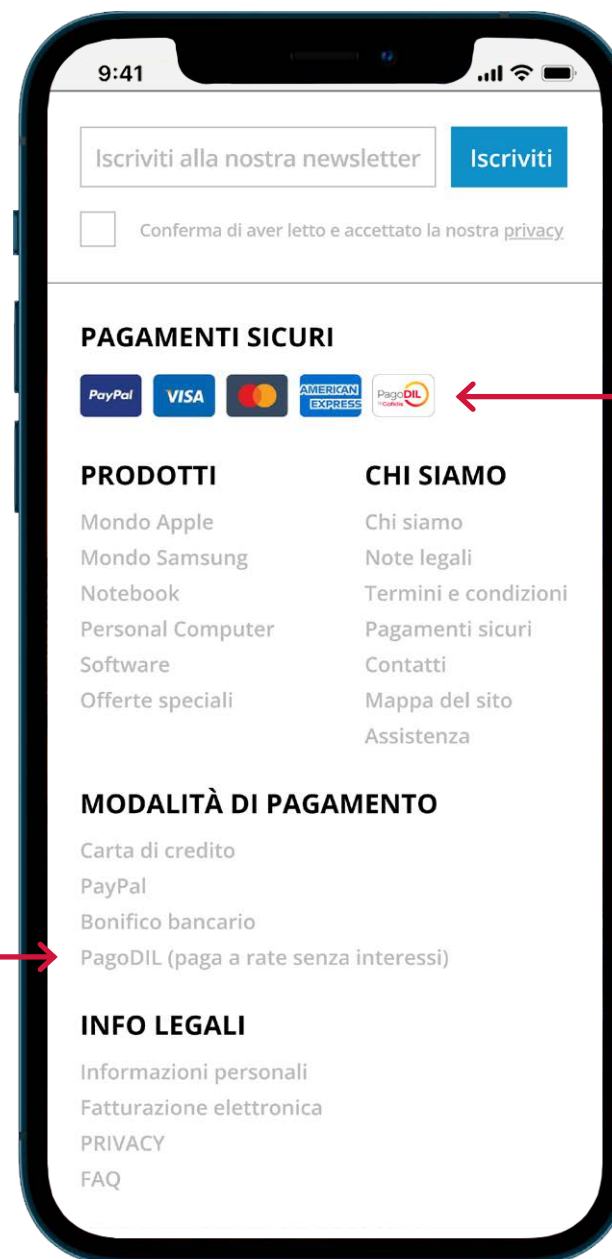 9:41
Iscriviti alla nostra newsletter
Iscriviti
Conferma di aver letto e accettato la nostra privacy
PAGAMENTI SICURI
PayPal
VISA
AMERICAN
EXPRESS
PagoDIL
by Cofidis
PRODOTTI
Mondo Apple
Mondo Samsung
Notebook
Personal Computer
Software
Offerte speciali
CHI SIAMO
Chi siamo
Note legali
Termini e condizioni
Pagamenti sicuri
Contatti
Mappa del sito
Assistenza
MODALITÀ DI PAGAMENTO
Carta di credito
PayPal
Bonifico bancario
PagoDIL (paga a rate senza interessi)
INFO LEGALI
Informazioni personali
Fatturazione elettronica
PRIVACY
FAQ